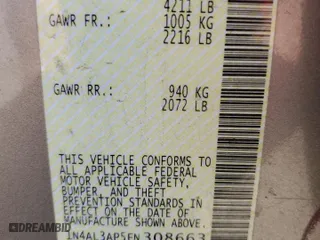 4211 LB
GAWR FR.: 1005 KG
2216 LB
GAWR RR.: 940 KG
2072 LB
THIS VEHICLE CONFORMS TO
ALL APPLICABLE FEDERAL
MOTOR VEHICLE SAFETY,
BUMPER, AND THEFT
PREVENTION STANDARDS IN
EFFECT ON THE DATE OF
MANUFACTURE SHOWN ABOVE.
1N4AL3AP5FN308663
DREAMBID